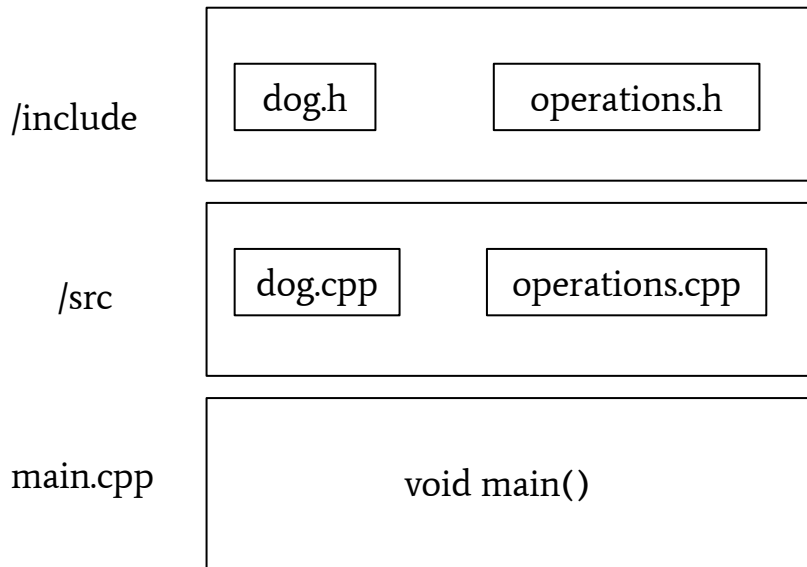 /include
dog.h
operations.h
/src
dog.cpp
operations.cpp
main.cpp
void main()